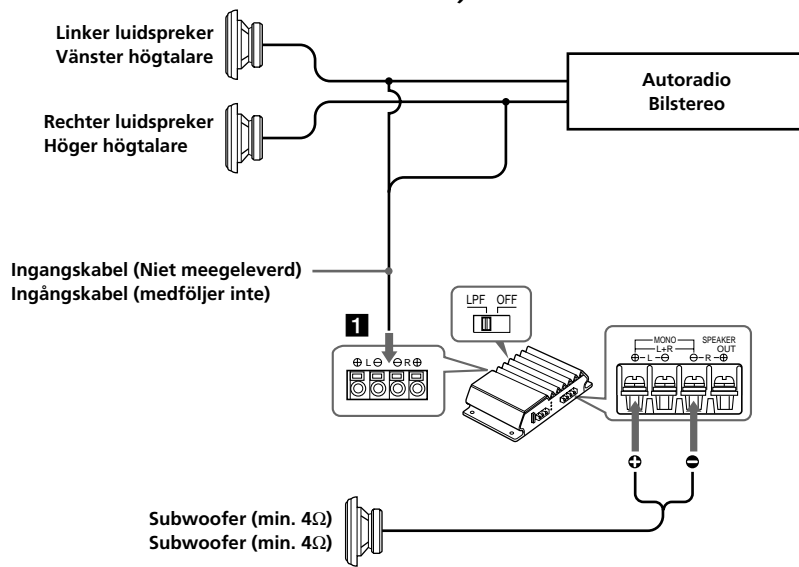 Linker luidspreker
Vänster högtalare
Autoradio
Bilstereo
Rechter luidspreker
Höger högtalare
Ingangskabel (Niet meegeleverd)
Ingångskabel (medföljer inte)
LPF OFF
1
⊕ L ⊖ ⊖ R ⊕
MONO
L+R
SPEAKER
OUT
⊕ L ⊖ ⊖ R ⊕
+ −
Subwoofer (min. 4Ω)
Subwoofer (min. 4Ω)